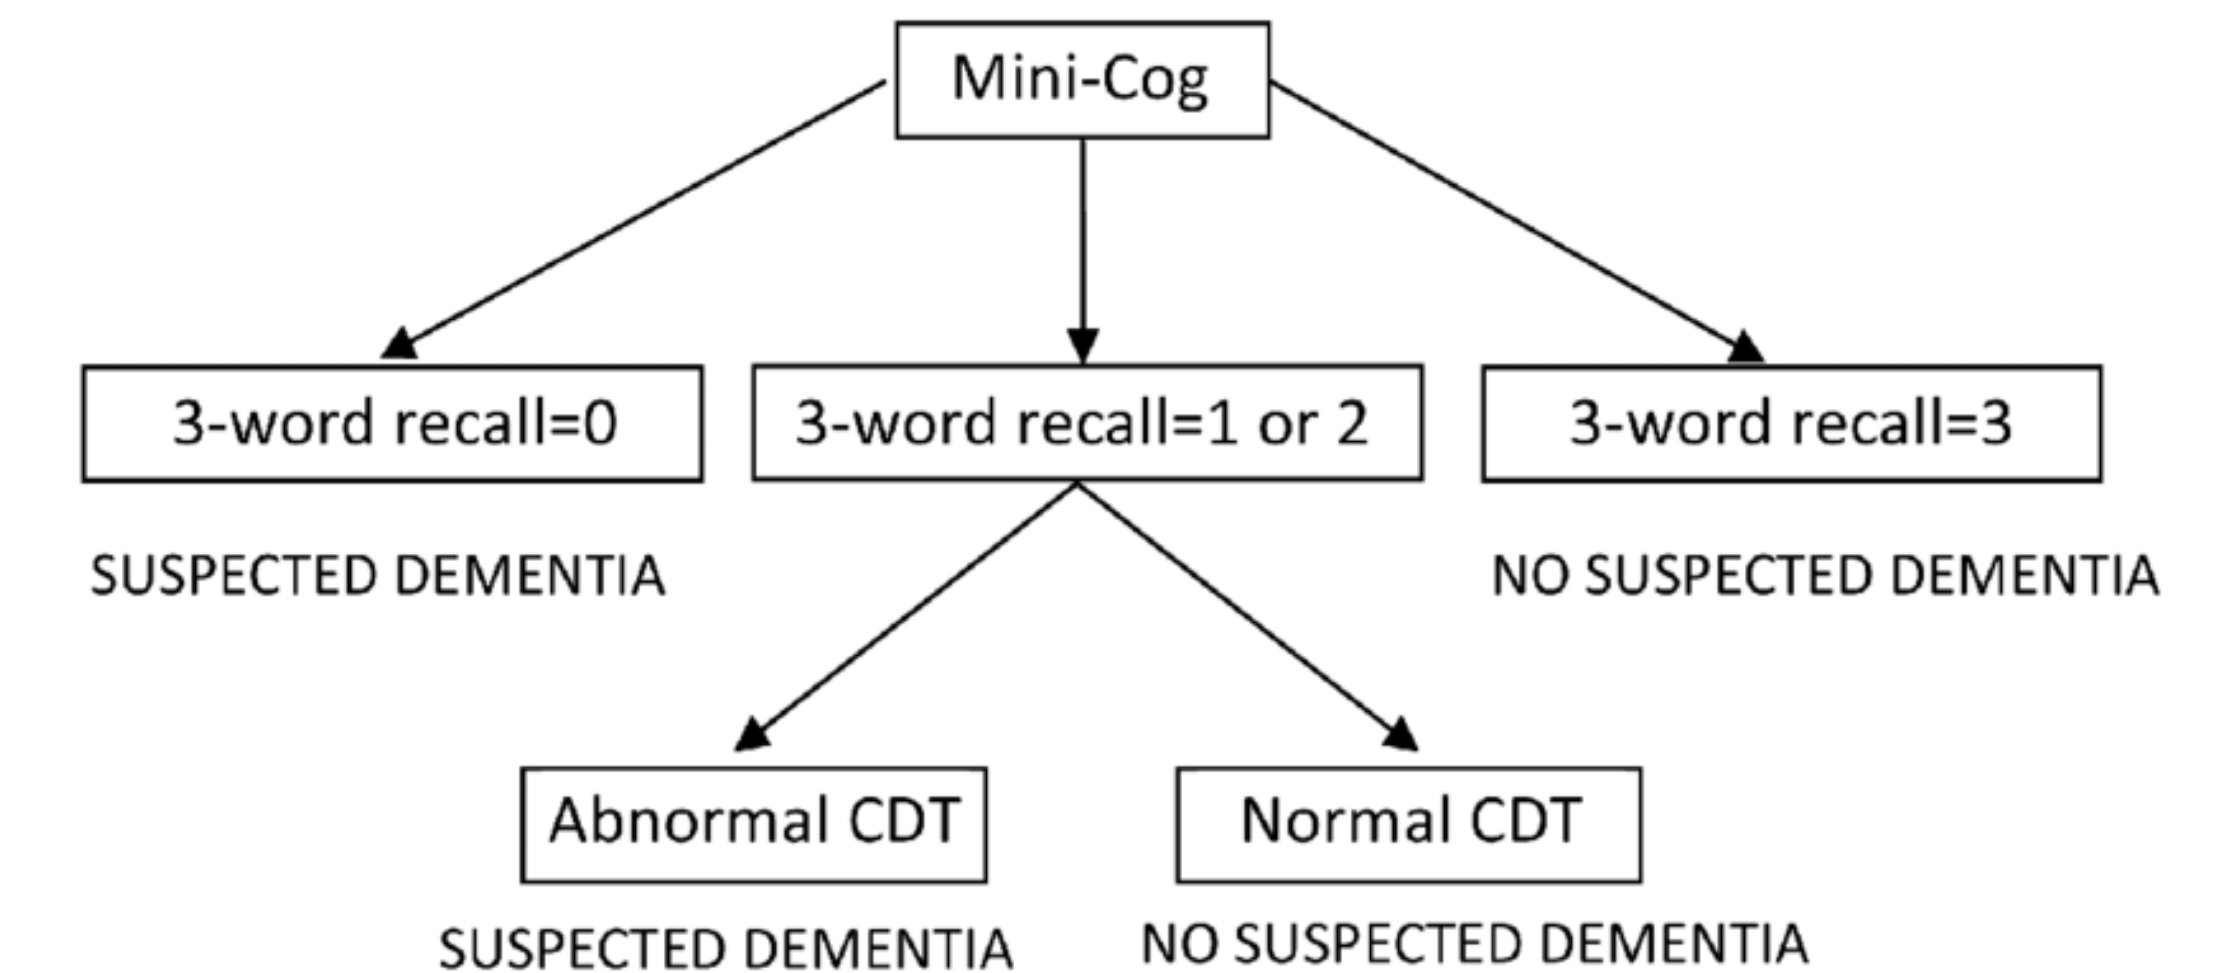 Mini-Cog
3-word recall=0
3-word recall=1 or 2
3-word recall=3
SUSPECTED DEMENTIA
NO SUSPECTED DEMENTIA
Abnormal CDT
Normal CDT
SUSPECTED DEMENTIA
NO SUSPECTED DEMENTIA